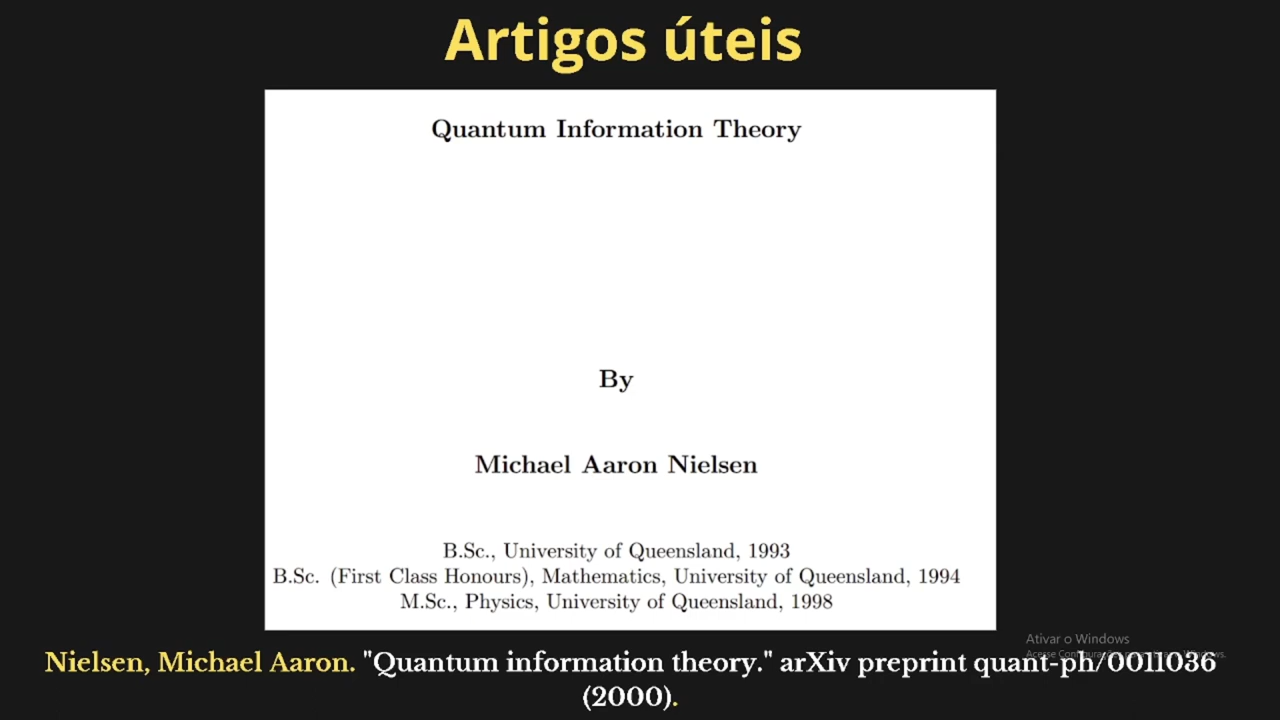 Artigos úteis
Quantum Information Theory
By
Michael Aaron Nielsen
B.Sc., University of Queensland, 1993
B.Sc. (First Class Honours), Mathematics, University of Queensland, 1994
M.Sc., Physics, University of Queensland, 1998
Ativar o Windows
Nielsen, Michael Aaron. "Quantum information theory." arXiv preprint quant-ph/0011036
(2000).